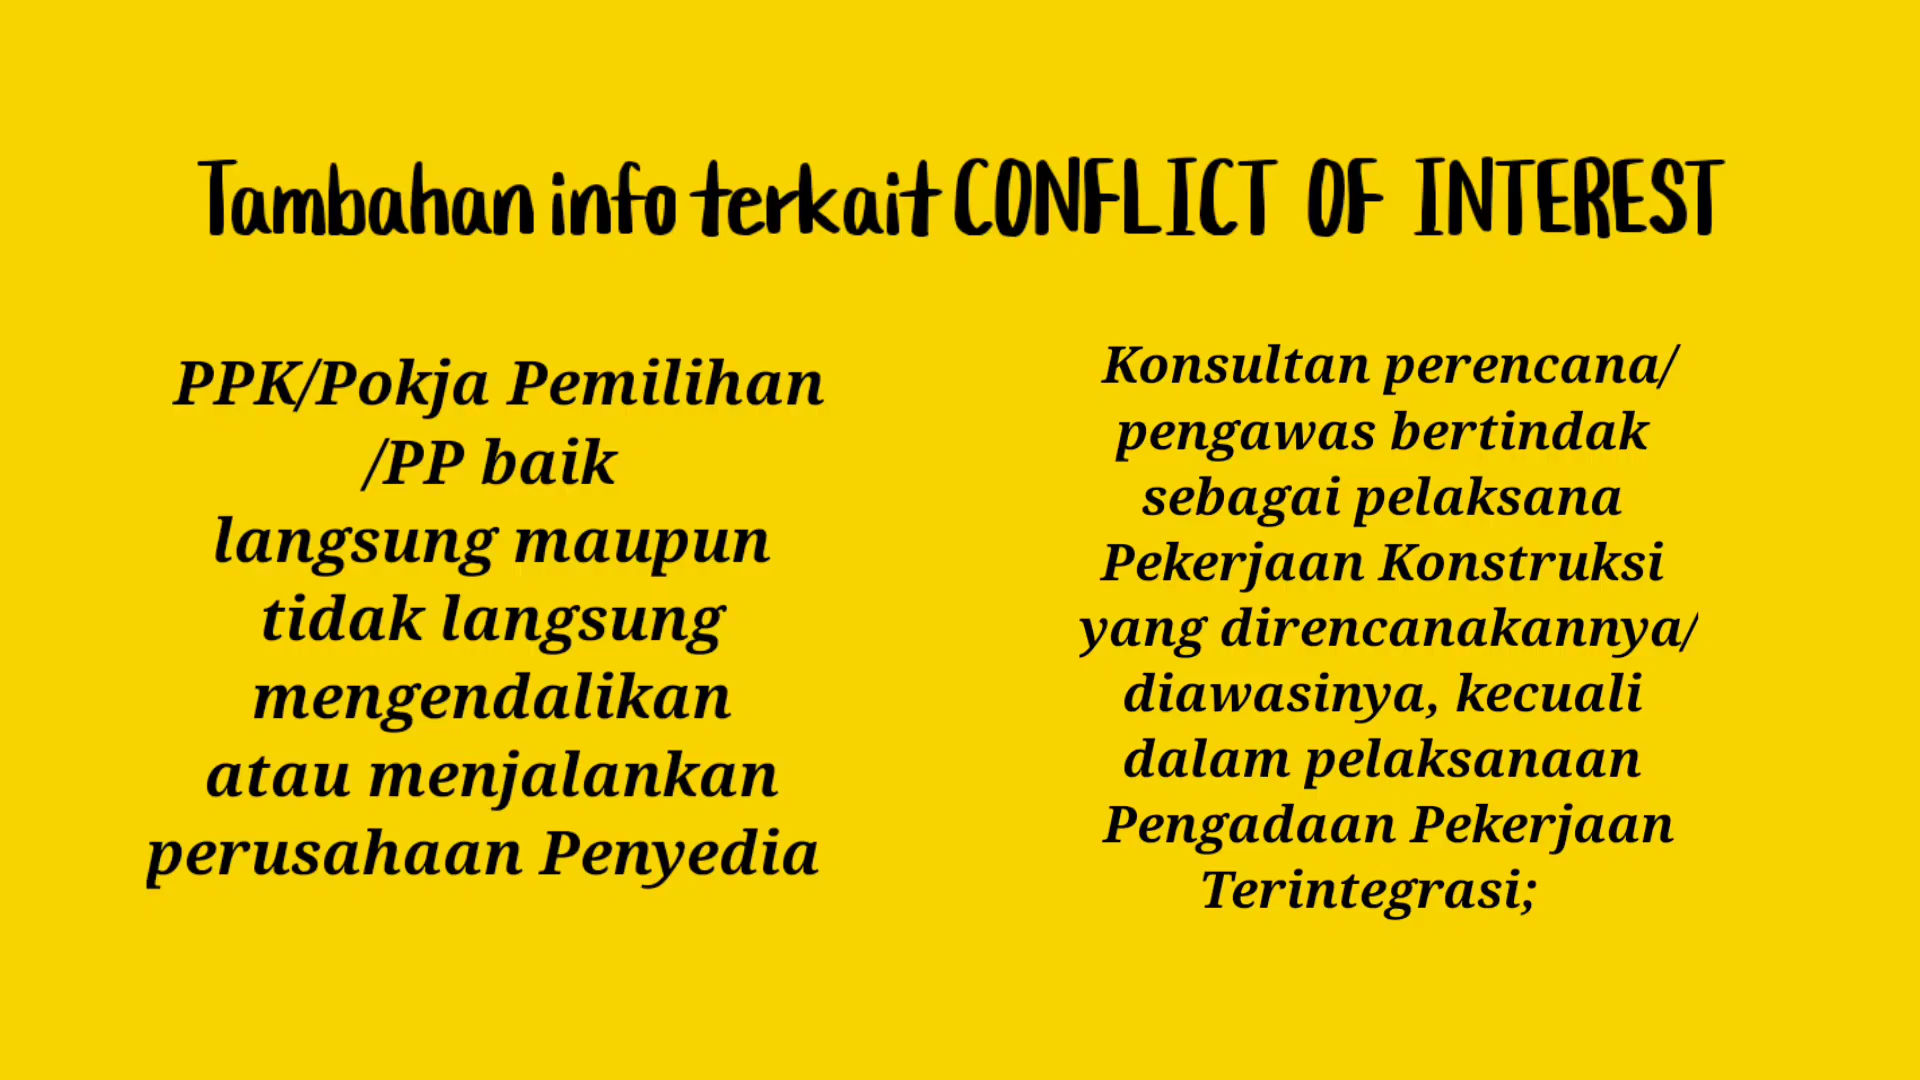 Tambahan info terkait CONFLICT OF INTEREST
PPK/Pokja Pemilihan
/PP baik
langsung maupun
tidak langsung
mengendalikan
atau menjalankan
perusahaan Penyedia
Konsultan perencana/
pengawas bertindak
sebagai pelaksana
Pekerjaan Konstruksi
yang direncanakannya/
diawasinya, kecuali
dalam pelaksanaan
Pengadaan Pekerjaan
Terintegrasi;